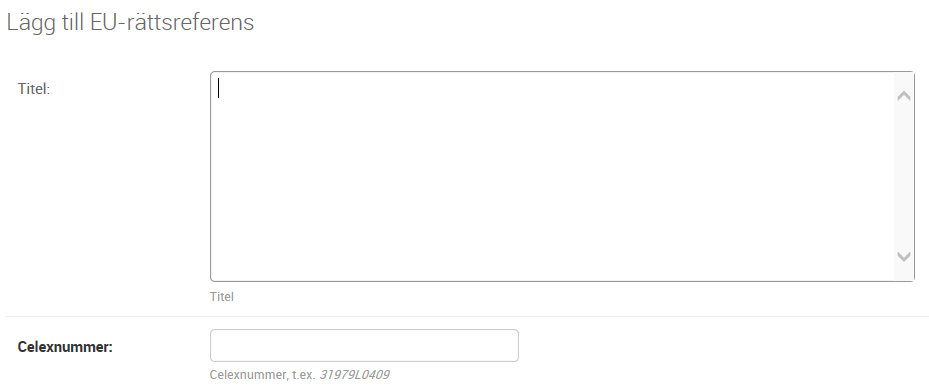 Lägg till EU-rättsreferens
Titel:
Titel
Celexnummer:
Celexnummer, t.ex. 31979L0409